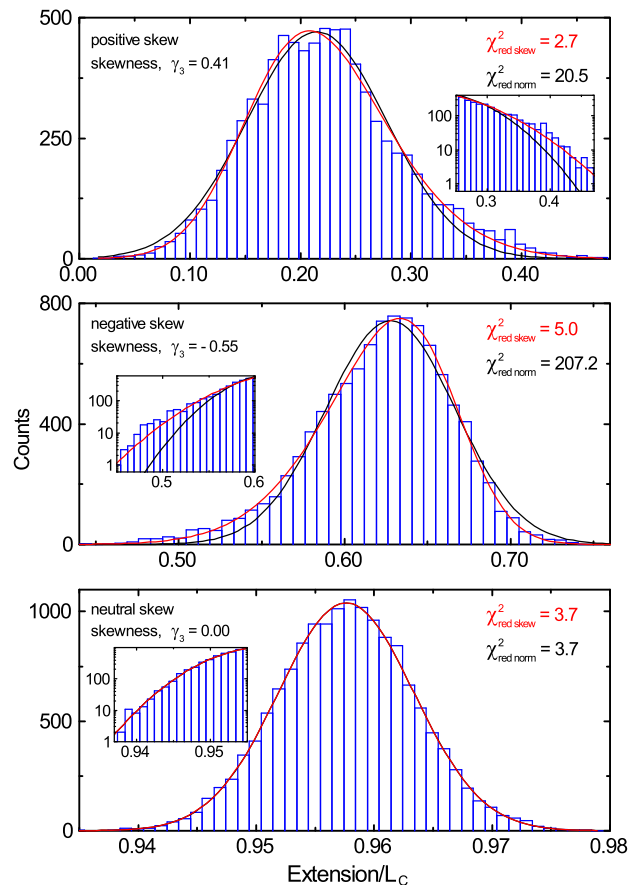 500
250
0
positive skew
skewness, γ3 = 0.41
χ²red skew = 2.7
χ²red norm = 20.5
100
10
1
0.3 0.4
0.00 0.10 0.20 0.30 0.40
800
400
0
negative skew
skewness, γ3 = - 0.55
χ²red skew = 5.0
χ²red norm = 207.2
100
10
1
0.5 0.6
0.50 0.60 0.70
Counts
1000
500
0
neutral skew
skewness, γ3 = 0.00
χ²red skew = 3.7
χ²red norm = 3.7
100
10
1
0.94 0.95
0.94 0.95 0.96 0.97 0.98
Extension/LC